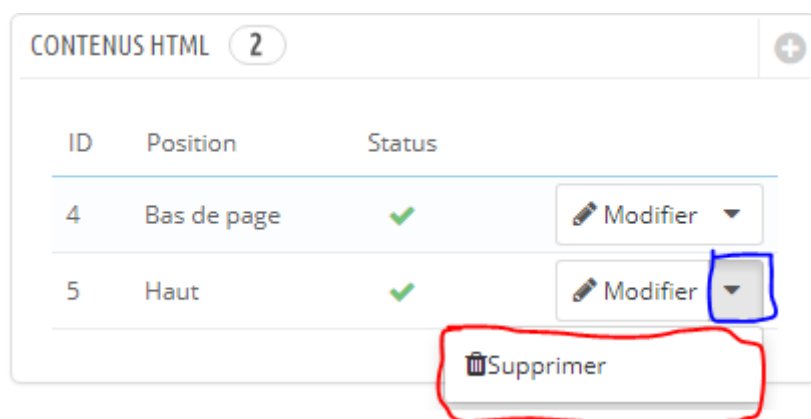 CONTENUS HTML 2
ID Position Status
4 Bas de page Modifier
5 Haut Modifier
Supprimer